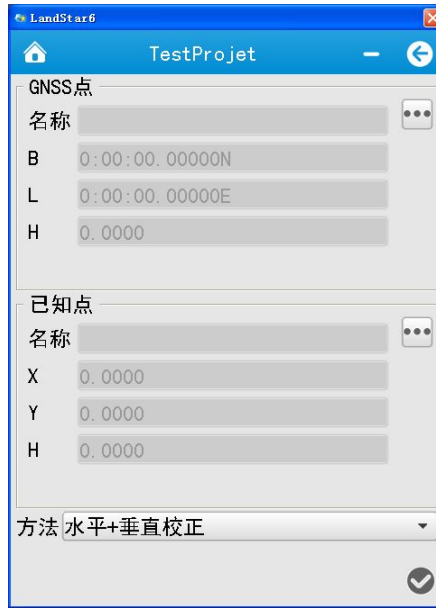 LandStar6
TestProjet
GNSS点
名称
B 0:00:00.00000N
L 0:00:00.00000E
H 0.0000
已知点
名称
X 0.0000
Y 0.0000
H 0.0000
方法 水平+垂直校正